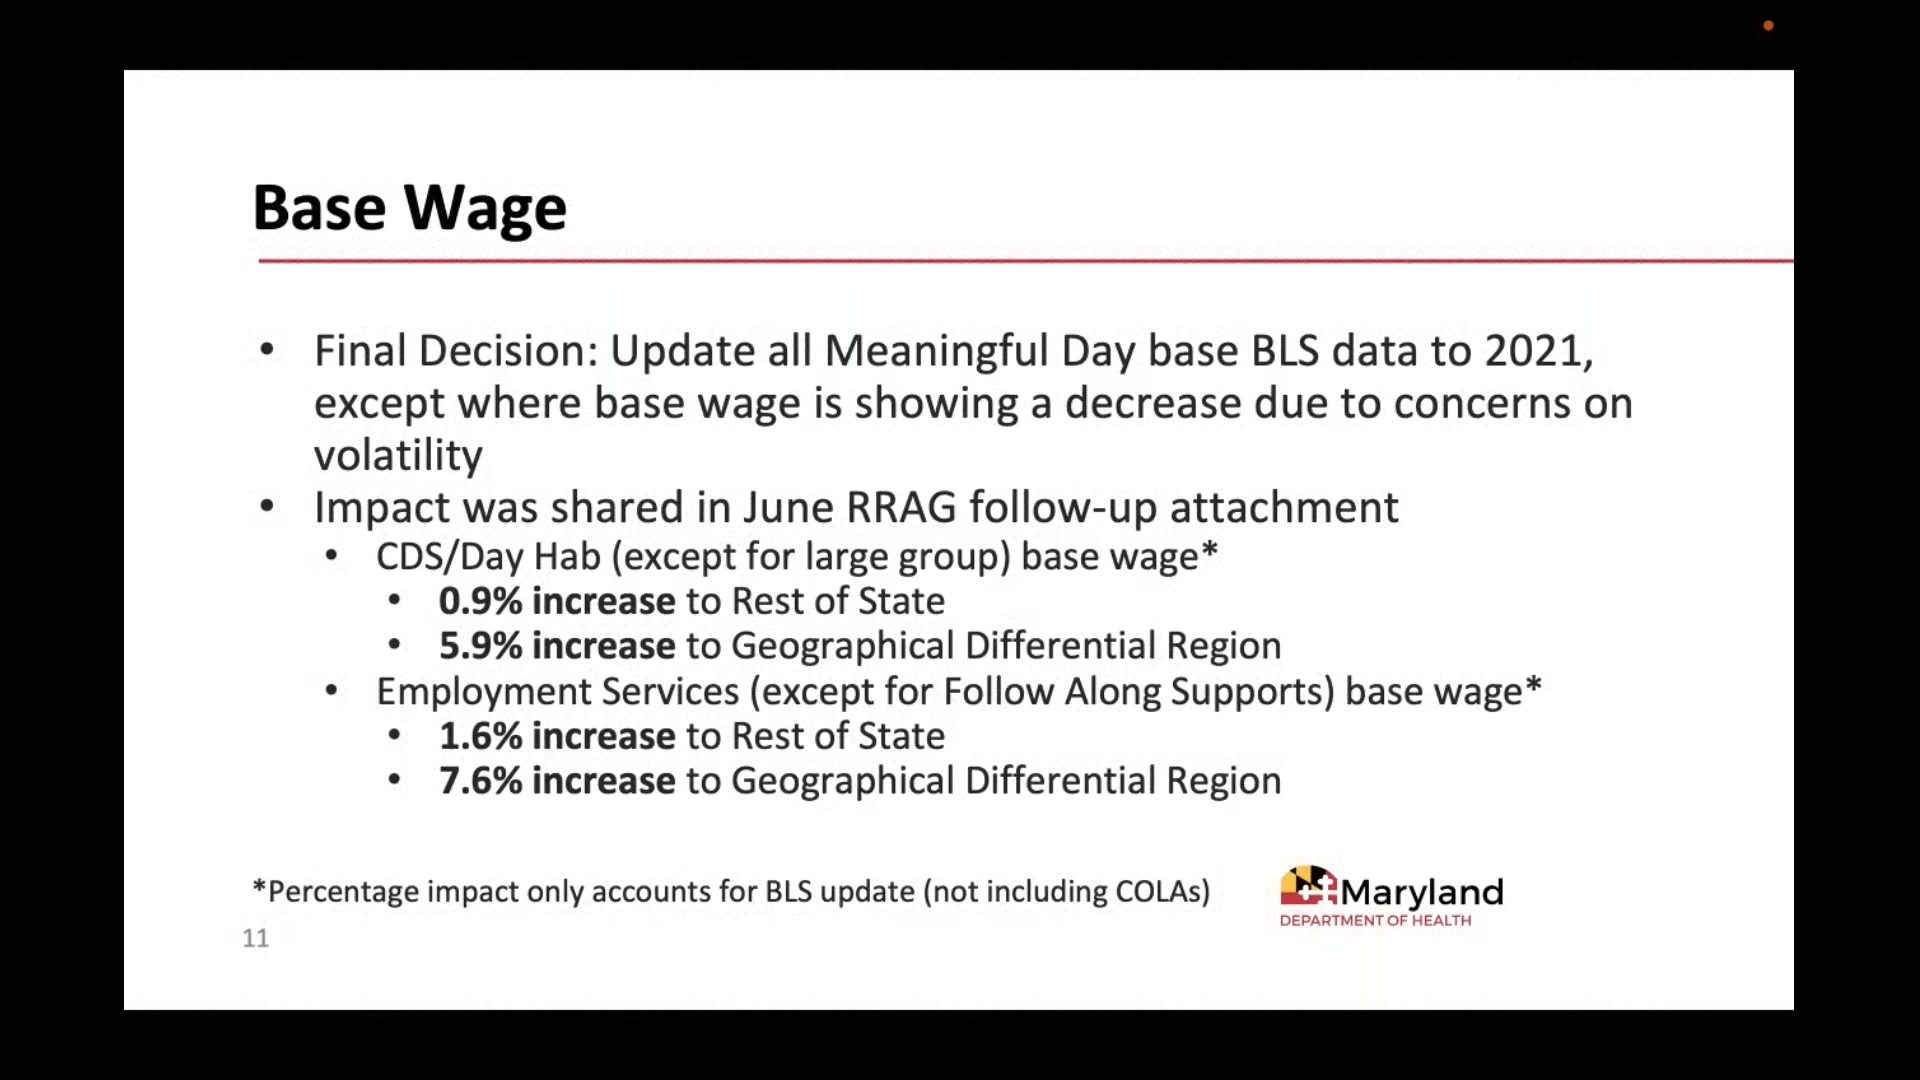 Base Wage
• Final Decision: Update all Meaningful Day base BLS data to 2021,
except where base wage is showing a decrease due to concerns on
volatility
• Impact was shared in June RRAG follow-up attachment
• CDS/Day Hab (except for large group) base wage*
• 0.9% increase to Rest of State
• 5.9% increase to Geographical Differential Region
• Employment Services (except for Follow Along Supports) base wage*
• 1.6% increase to Rest of State
• 7.6% increase to Geographical Differential Region
*Percentage impact only accounts for BLS update (not including COLAs)
Maryland
DEPARTMENT OF HEALTH
11